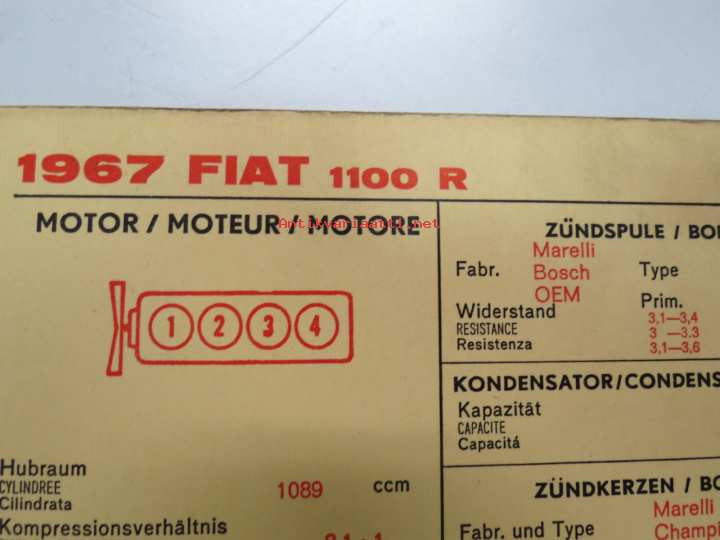 1967 FIAT 1100 R
MOTOR / MOTEUR / MOTORE
Antikvariaatti.net
1 2 3 4
Hubraum
CYLINDREE
Cilindrata
1089 ccm
Kompressionsverhältnis
ZÜNDSPULE /
Fabr. Marelli
Bosch
OEM
Type
Widerstand
RESISTANCE
Resistenza
Prim.
3,1—3,4
3 —3.3
3,1—3,6
KONDENSATOR/CONDENS
Kapazität
CAPACITE
Capacitá
ZÜNDKERZEN /
Fabr. und Type
Marelli
Champi